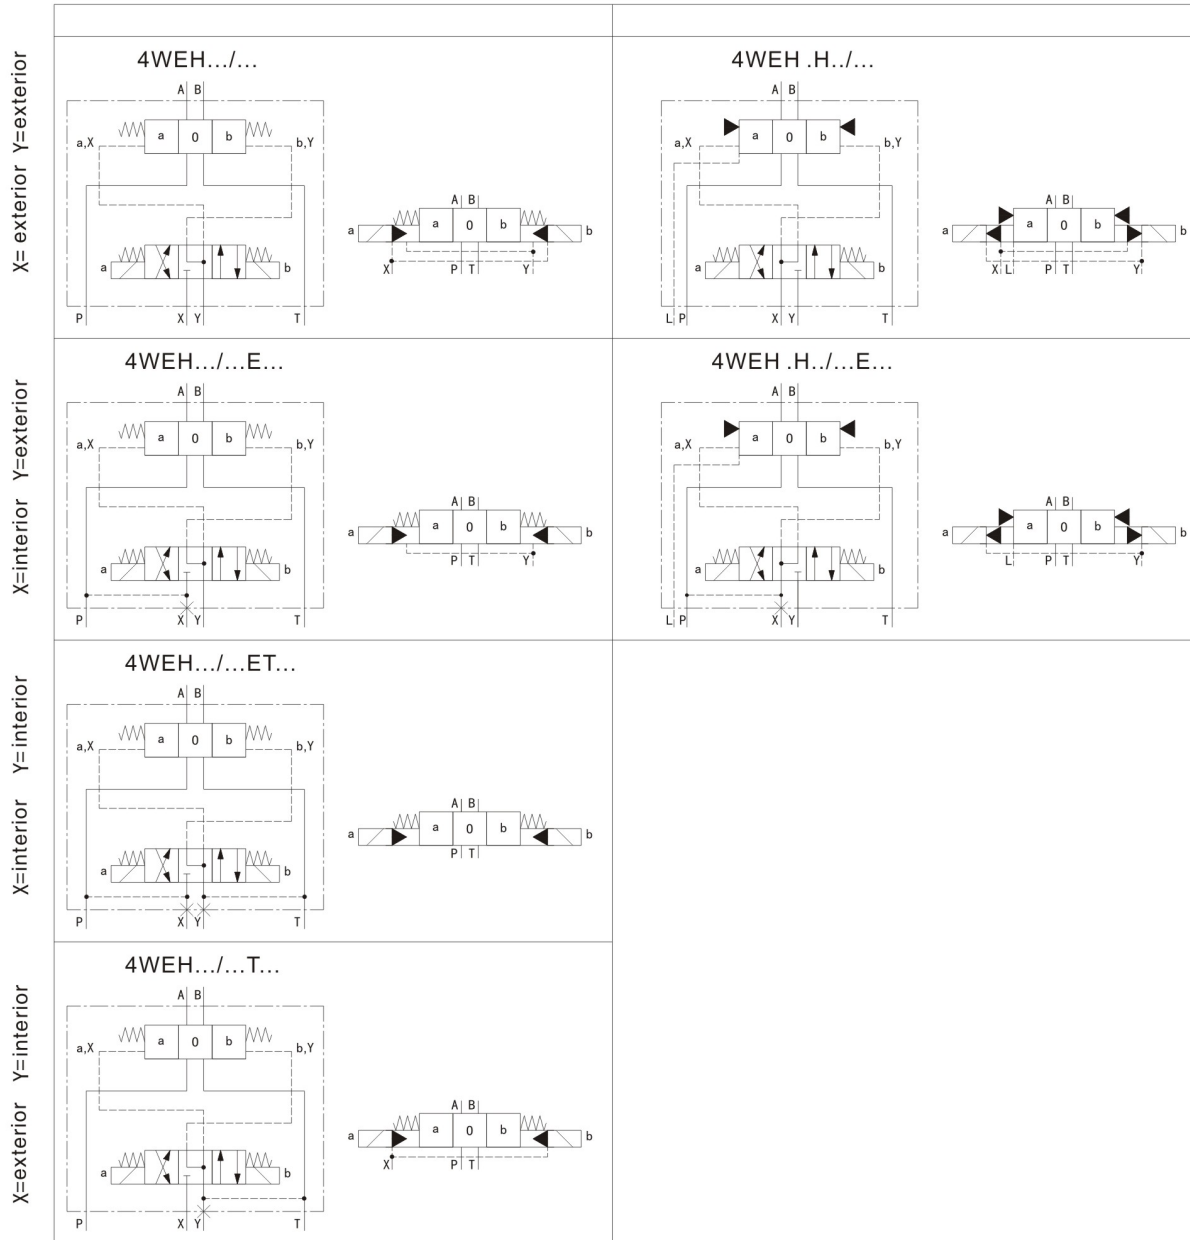 X= exterior Y=exterior
4WEH.../...
A B
a 0 b
a,X b,Y
a b
P X Y T
A B
a a 0 b b
X P T Y
4WEH .H../...
A B
a 0 b
a,X b,Y
a b
L P X Y T
A B
a a 0 b b
X L P T Y
X=interior Y=exterior
4WEH.../...E...
A B
a 0 b
a,X b,Y
a b
P X Y T
A B
a a 0 b b
P T Y
4WEH .H../...E...
A B
a 0 b
a,X b,Y
a b
L P X Y T
A B
a a 0 b b
L P T Y
X=interior Y=interior
4WEH.../...ET...
A B
a 0 b
a,X b,Y
a b
P X Y T
A B
a a 0 b b
P T
X=exterior Y=interior
4WEH.../...T...
A B
a 0 b
a,X b,Y
a b
P X Y T
A B
a a 0 b b
X P T